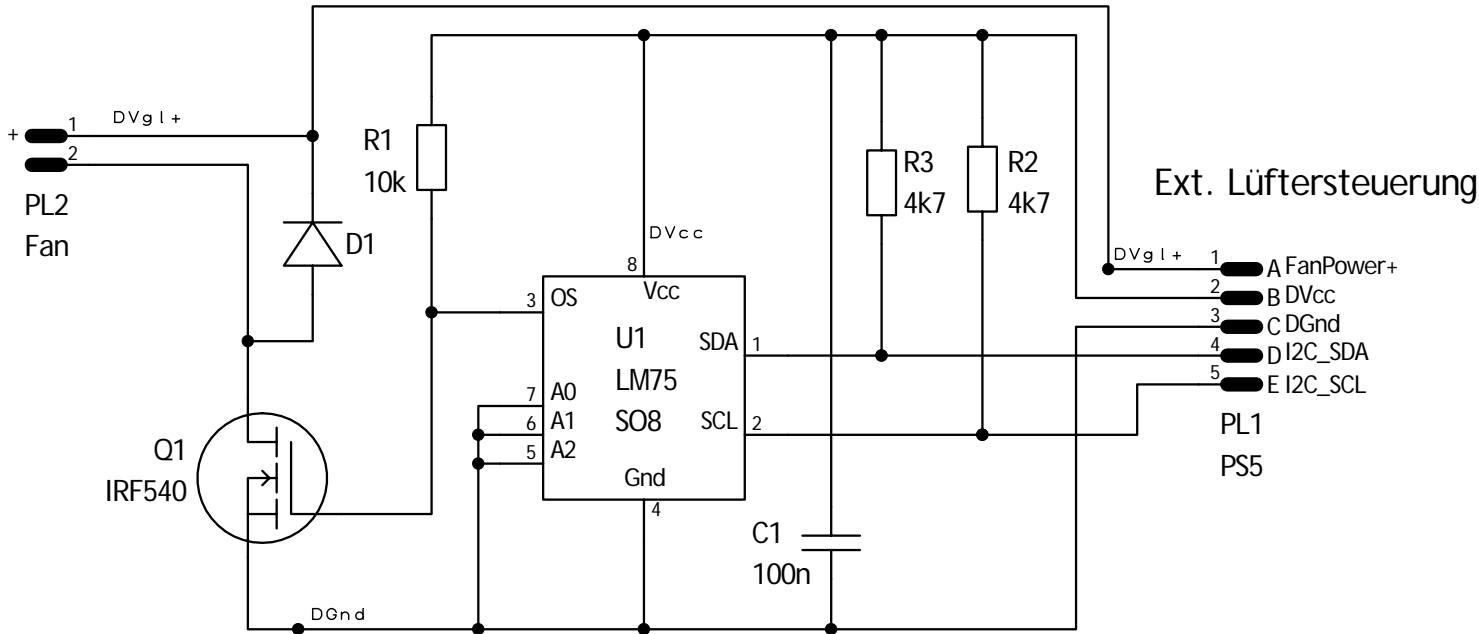 +
1
2
DVgl+
PL2
Fan
D1
R1
10k
DVcc
8
Vcc
3
OS
U1
LM75
SO8
SDA
1
SCL
2
7
A0
6
A1
5
A2
Gnd
4
Q1
IRF540
DGnd
C1
100n
R3
4k7
R2
4k7
Ext. Lüftersteuerung
DVgl+
1
A FanPower+
2
B DVcc
3
C DGnd
4
D I2C_SDA
5
E I2C_SCL
PL1
PS5